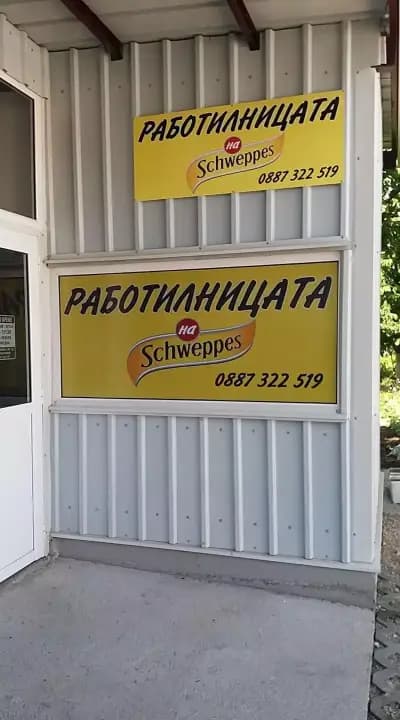 РАБОТИЛНИЦАТА
на
Schweppes
0887 322 519
РАБОТИЛНИЦАТА
на
Schweppes
0887 322 519